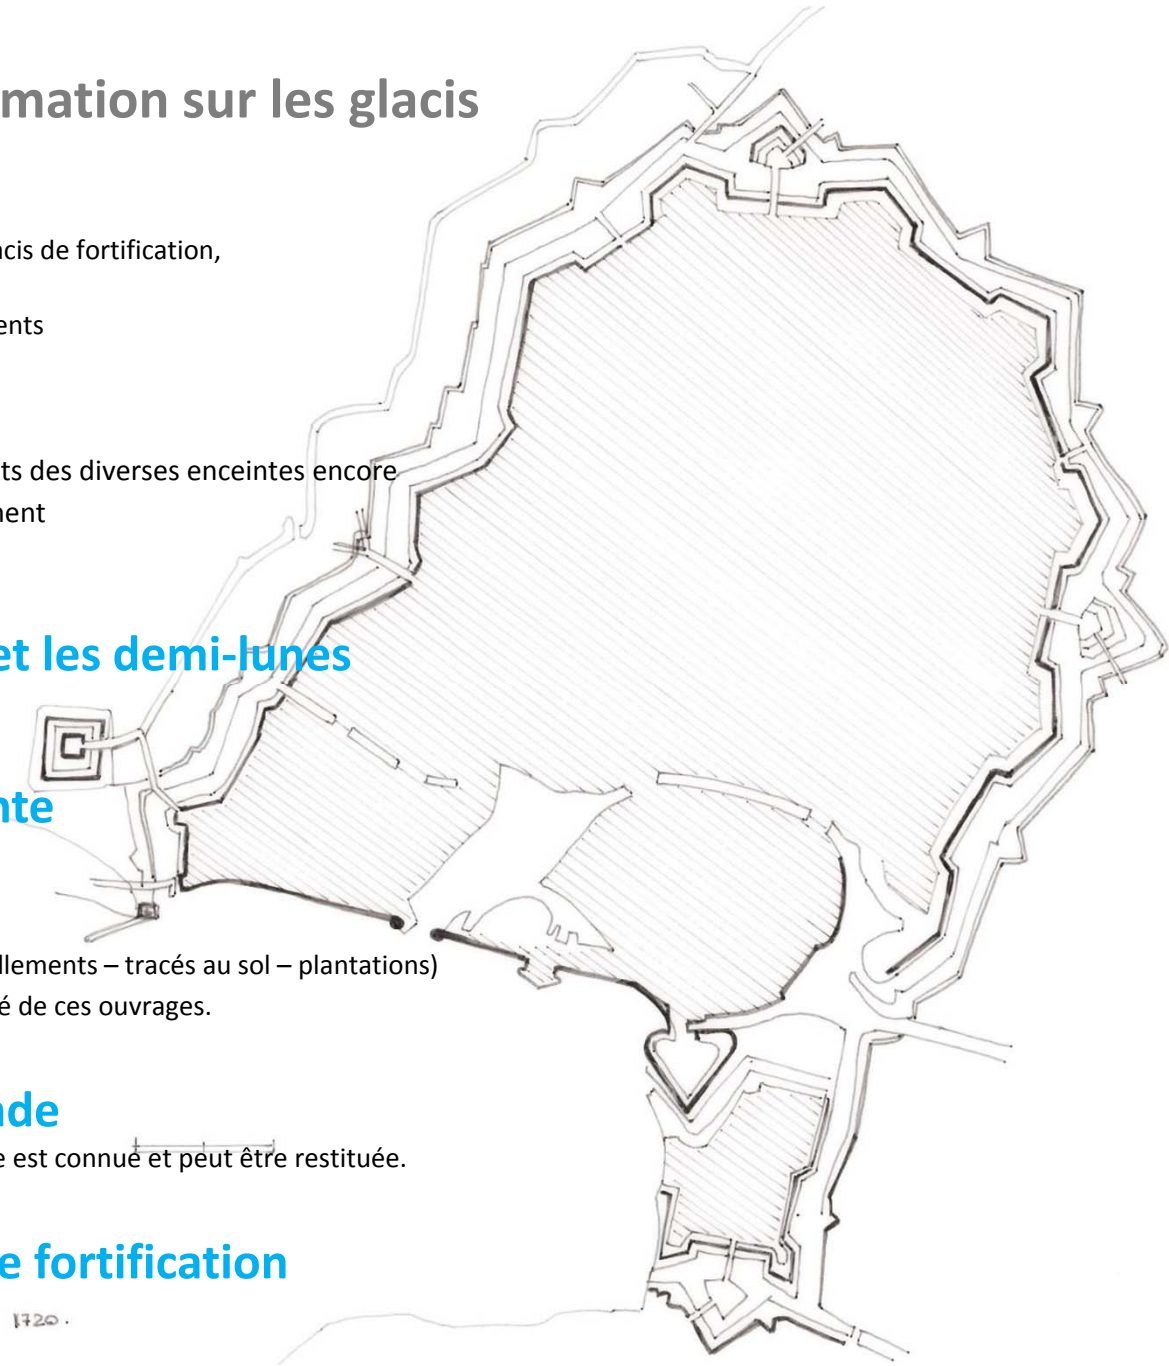 mation sur les glacis
cis de fortification,
ents
ts des diverses enceintes encore
nent
et les demi-lunes
nte
llements – tracés au sol – plantations)
é de ces ouvrages.
ade
e est connue et peut être restituée.
e fortification
1720.